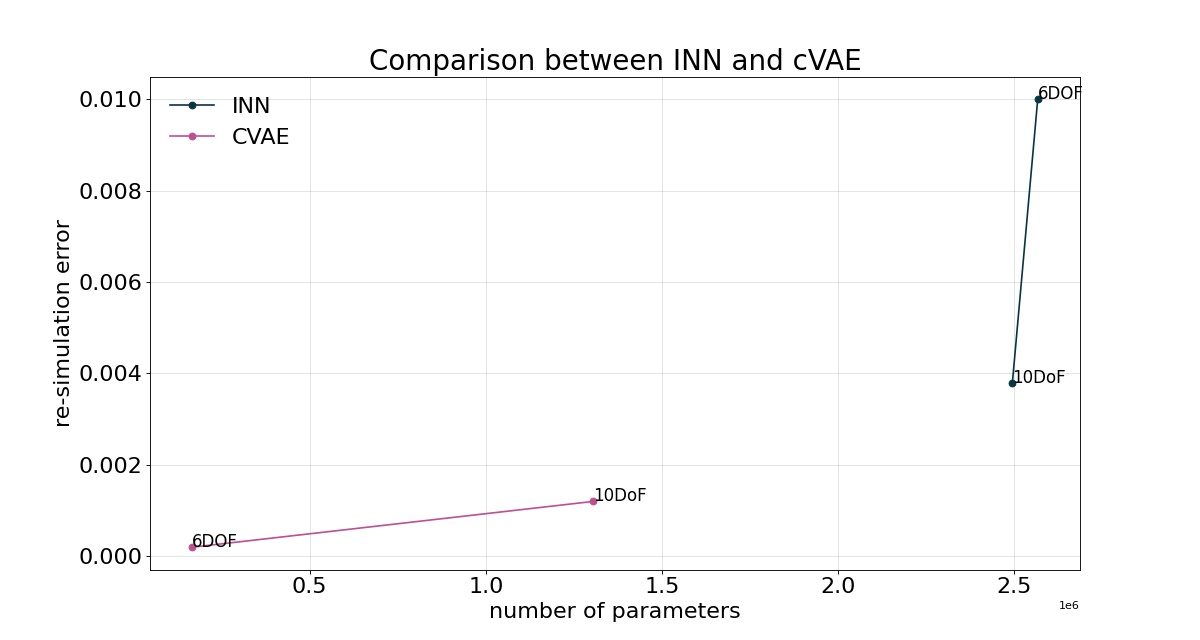 Comparison between INN and cVAE
INN
CVAE
re-simulation error
0.010
0.008
0.006
0.004
0.002
0.000
6DOF
10DoF
10DoF
6DOF
0.5
1.0
1.5
2.0
2.5
1e6
number of parameters